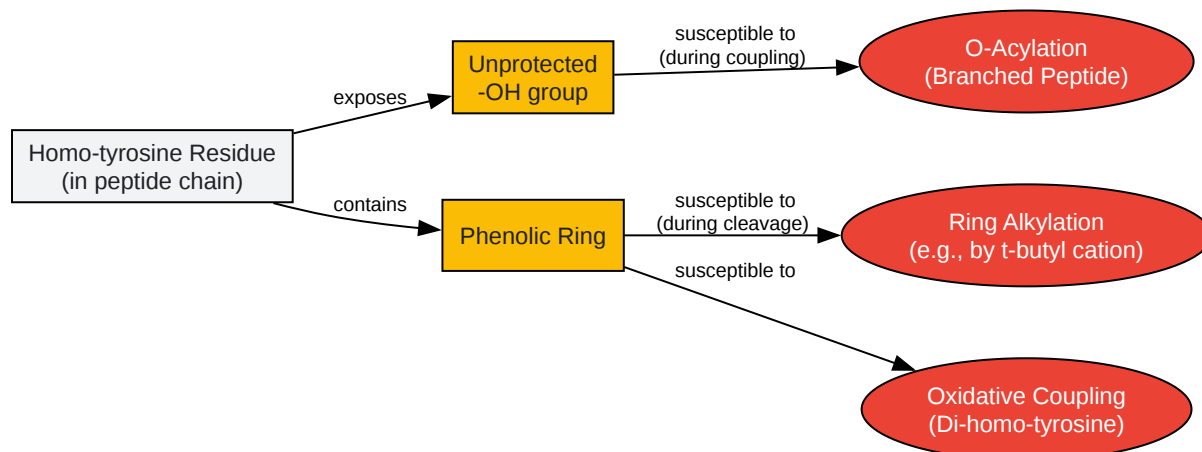 Homo-tyrosine Residue
(in peptide chain)
exposes
contains
Unprotected
-OH group
Phenolic Ring
susceptible to
(during coupling)
susceptible to
(during cleavage)
susceptible to
O-Acylation
(Branched Peptide)
Ring Alkylation
(e.g., by t-butyl cation)
Oxidative Coupling
(Di-homo-tyrosine)